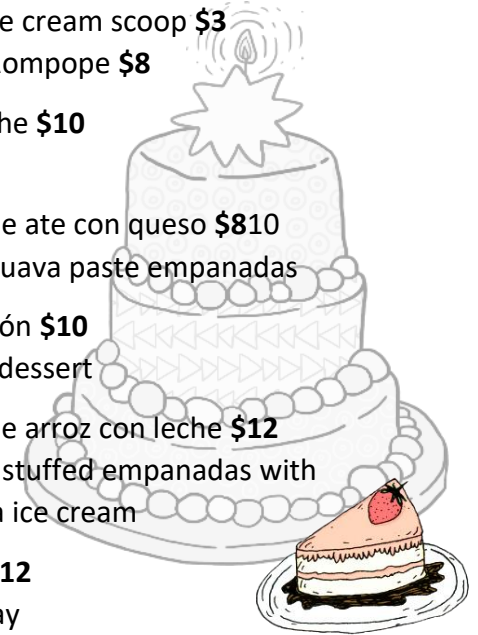 e cream scoop $3
ompope $8
he $10
e ate con queso $810
uava paste empanadas
ón $10
dessert
e arroz con leche $12
stuffed empanadas with
ice cream
12
ay